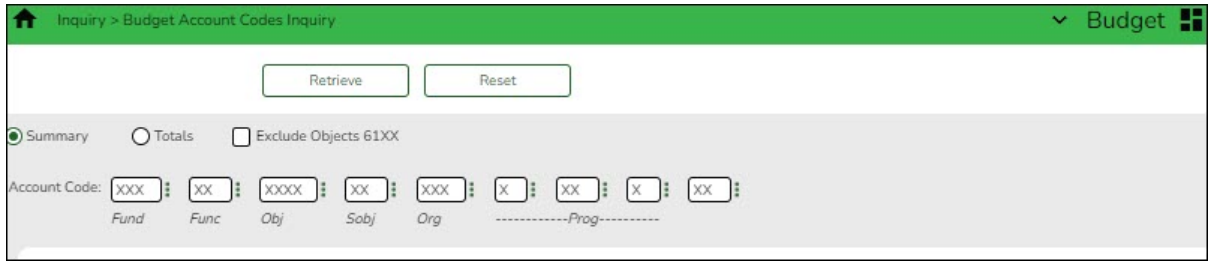 Inquiry > Budget Account Codes Inquiry Budget
Retrieve Reset
Summary Totals Exclude Objects 61XX
Account Code: XXX XX XXXX XX XXX X XX X XX
Fund Func Obj Sobj Org ------------Prog----------